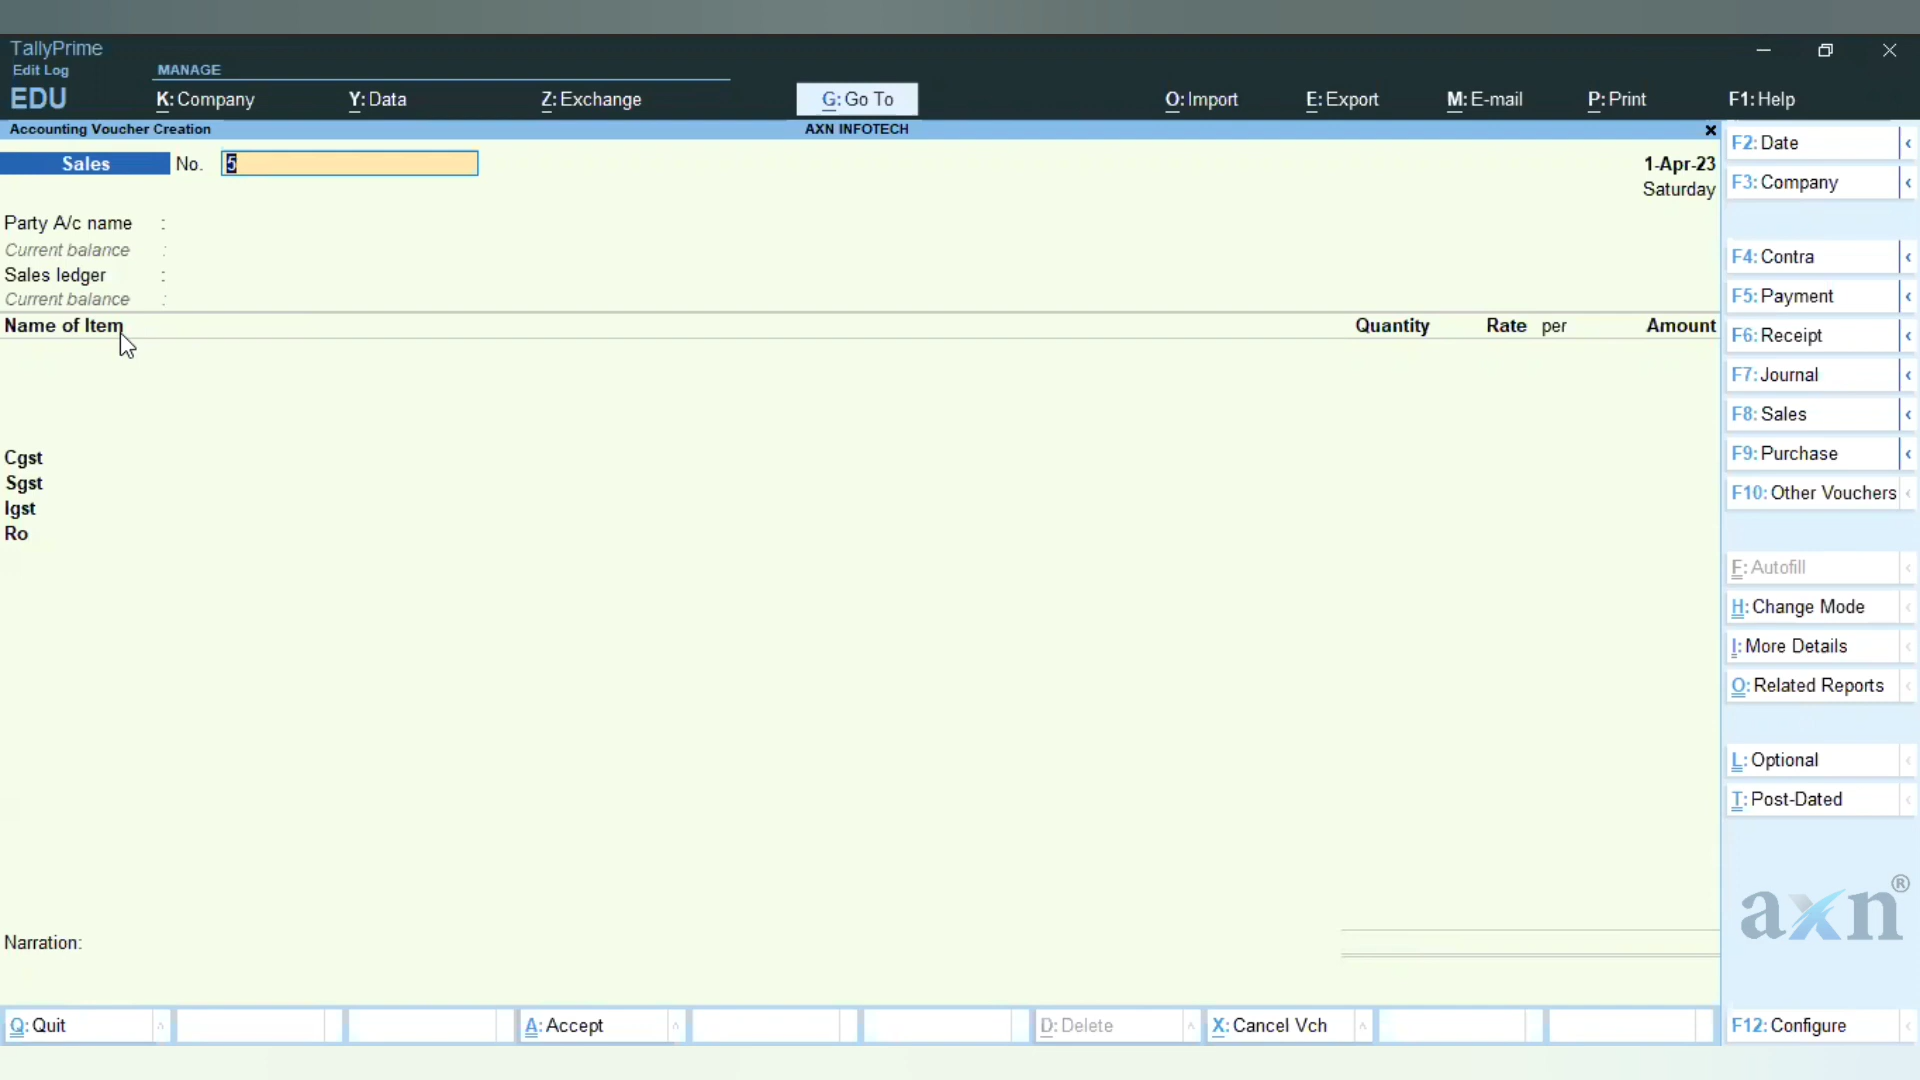 TallyPrime
Edit Log
EDU
MANAGE
K: Company Y: Data Z: Exchange G: Go To O: Import E: Export M: E-mail P: Print F1: Help
Accounting Voucher Creation AXN INFOTECH
Sales No. 5 1-Apr-23
Saturday
Party A/c name :
Current balance :
Sales ledger :
Current balance :
Name of Item Quantity Rate per Amount
Cgst
Sgst
Igst
Ro
Narration:
F2: Date
F3: Company
F4: Contra
F5: Payment
F6: Receipt
F7: Journal
F8: Sales
F9: Purchase
F10: Other Vouchers
F: Autofill
H: Change Mode
I: More Details
O: Related Reports
L: Optional
T: Post-Dated
axn®
Q: Quit A: Accept D: Delete X: Cancel Vch F12: Configure